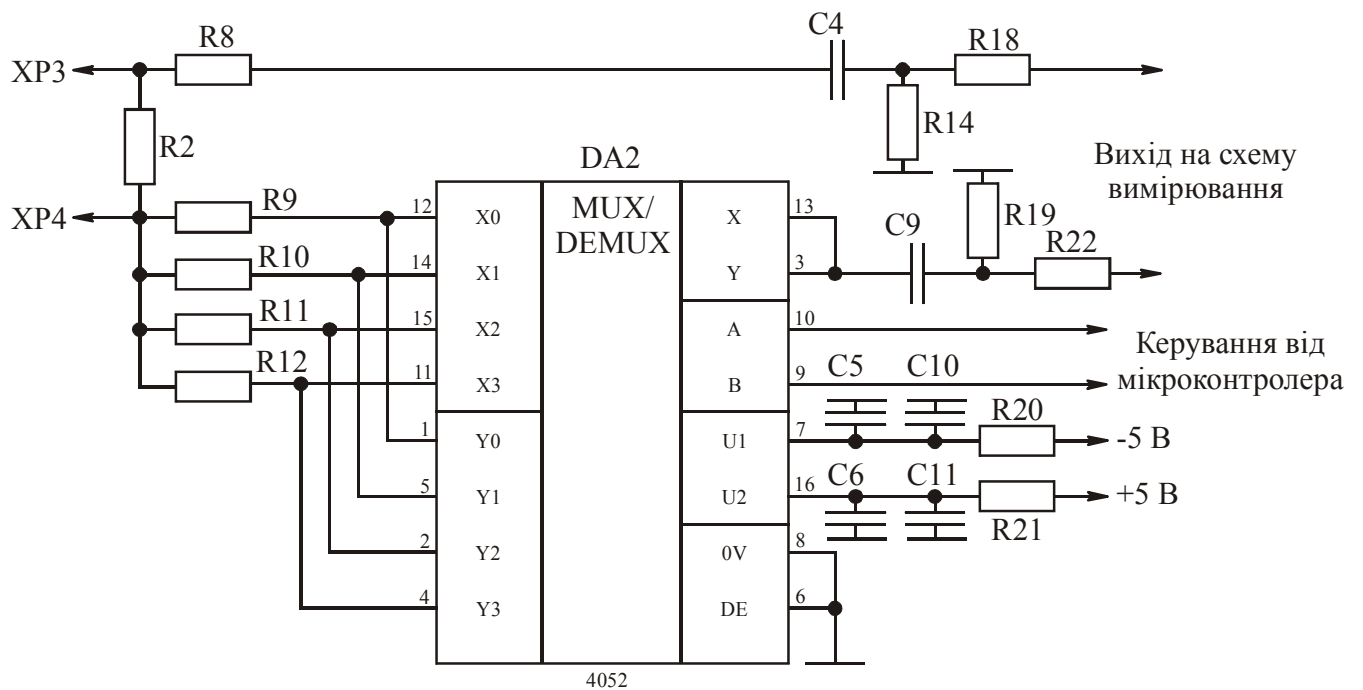 C4
R8
R18
XP3
R2
R14
DA2
Вихід на схему
вимірювання
XP4
R9
12
X0
MUX/
DEMUX
X
13
R19
C9
R22
R10
14
X1
Y
3
R11
15
X2
A
10
Керування від
мікроконтролера
R12
11
X3
B
9
C5
C10
R20
1
Y0
U1
7
-5 В
5
Y1
U2
16
C6
C11
+5 В
R21
2
Y2
0V
8
4
Y3
DE
6
4052